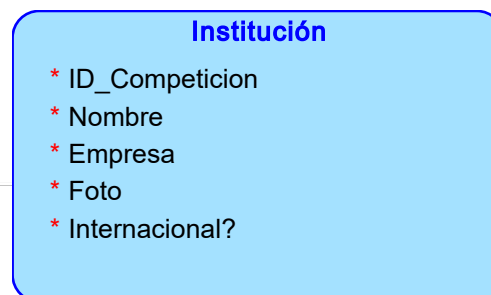 Institución
* ID_Competicion
* Nombre
* Empresa
* Foto
* Internacional?